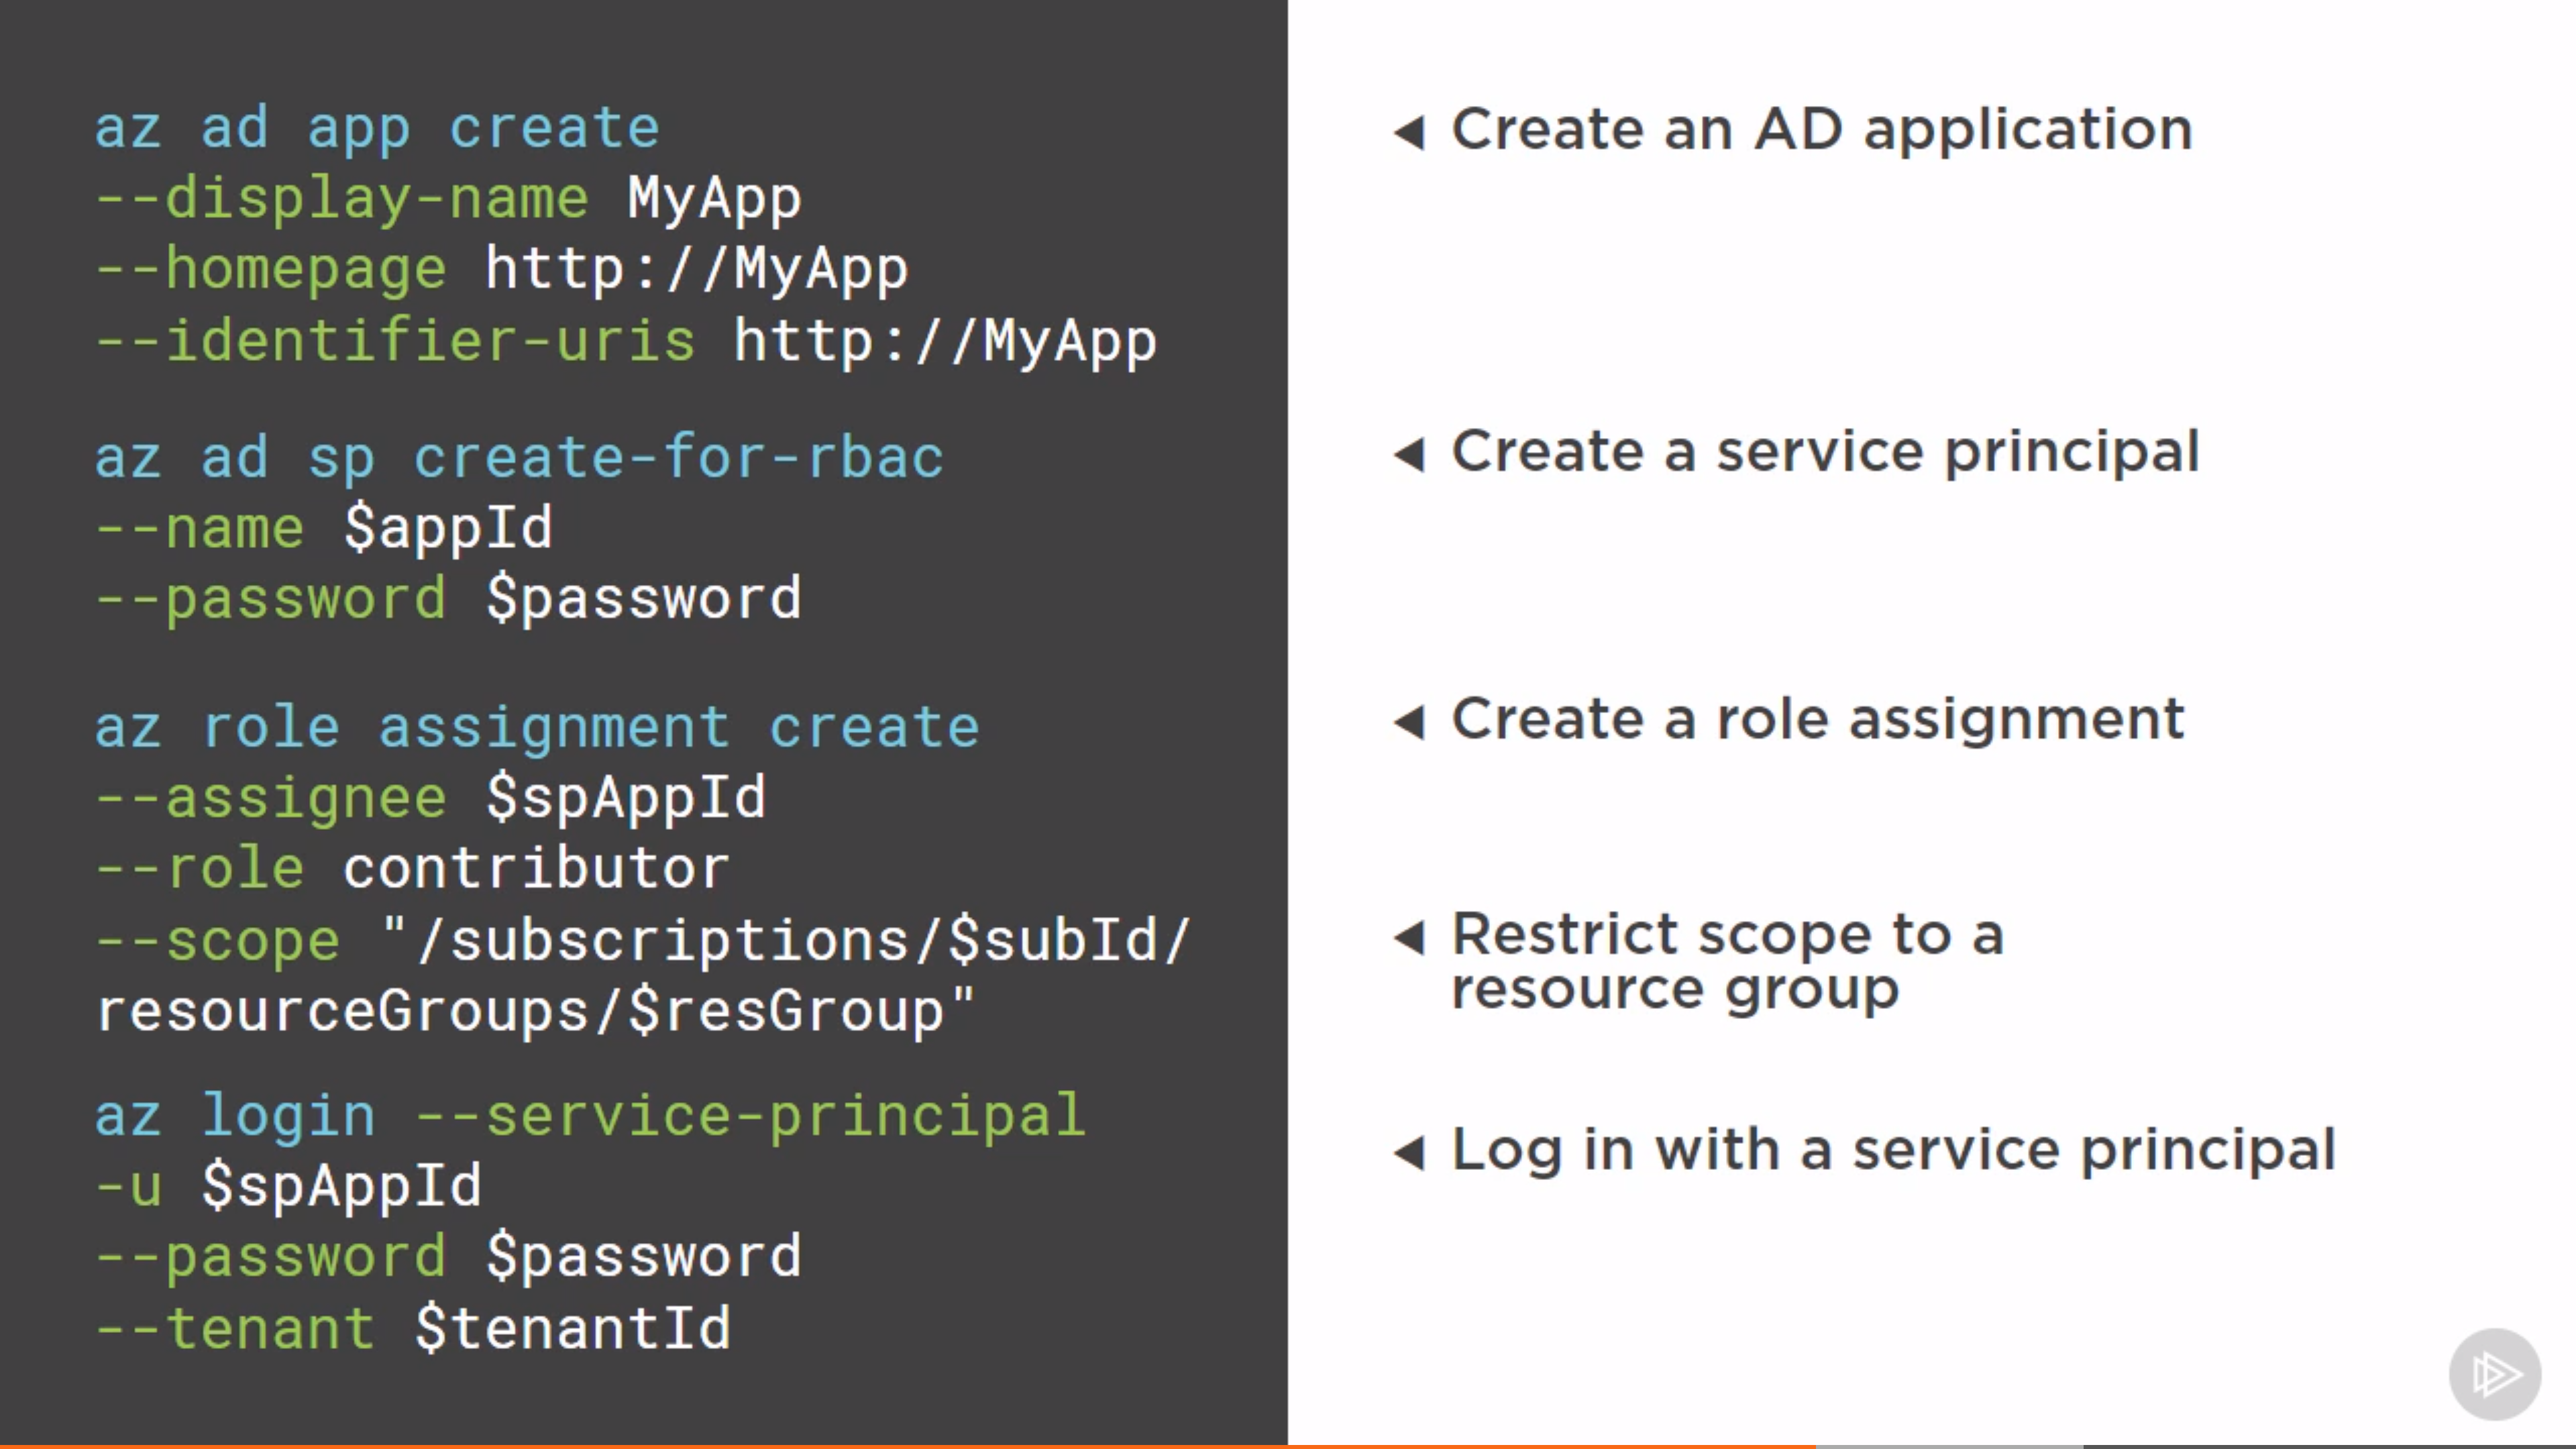 az ad app create
--display-name MyApp
--homepage http://MyApp
--identifier-uris http://MyApp
az ad sp create-for-rbac
--name $appId
--password $password
az role assignment create
--assignee $spAppId
--role contributor
--scope "/subscriptions/$subId/
resourceGroups/$resGroup"
az login --service-principal
-u $spAppId
--password $password
--tenant $tenantId
Create an AD application
Create a service principal
Create a role assignment
Restrict scope to a
resource group
Log in with a service principal